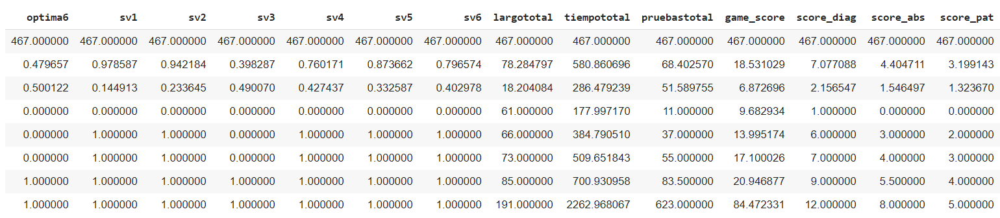 optima6 sv1 sv2 sv3 sv4 sv5 sv6 largototal tiempototal pruebastotal game_score score_diag score_abs score_pat
467.000000 467.000000 467.000000 467.000000 467.000000 467.000000 467.000000 467.000000 467.000000 467.000000 467.000000 467.000000 467.000000 467.000000
0.479657 0.978587 0.942184 0.398287 0.760171 0.873662 0.796574 78.284797 580.860696 68.402570 18.531029 7.077088 4.404711 3.199143
0.500122 0.144913 0.233645 0.490070 0.427437 0.332587 0.402978 18.204084 286.479239 51.589755 6.872696 2.156547 1.546497 1.323670
0.000000 0.000000 0.000000 0.000000 0.000000 0.000000 0.000000 61.000000 177.997170 11.000000 9.682934 1.000000 0.000000 0.000000
0.000000 1.000000 1.000000 0.000000 1.000000 1.000000 1.000000 66.000000 384.790510 37.000000 13.995174 6.000000 3.000000 2.000000
0.000000 1.000000 1.000000 0.000000 1.000000 1.000000 1.000000 73.000000 509.651843 55.000000 17.100026 7.000000 4.000000 3.000000
1.000000 1.000000 1.000000 1.000000 1.000000 1.000000 1.000000 85.000000 700.930958 83.500000 20.946877 9.000000 5.500000 4.000000
1.000000 1.000000 1.000000 1.000000 1.000000 1.000000 1.000000 191.000000 2262.968067 623.000000 84.472331 12.000000 8.000000 5.000000